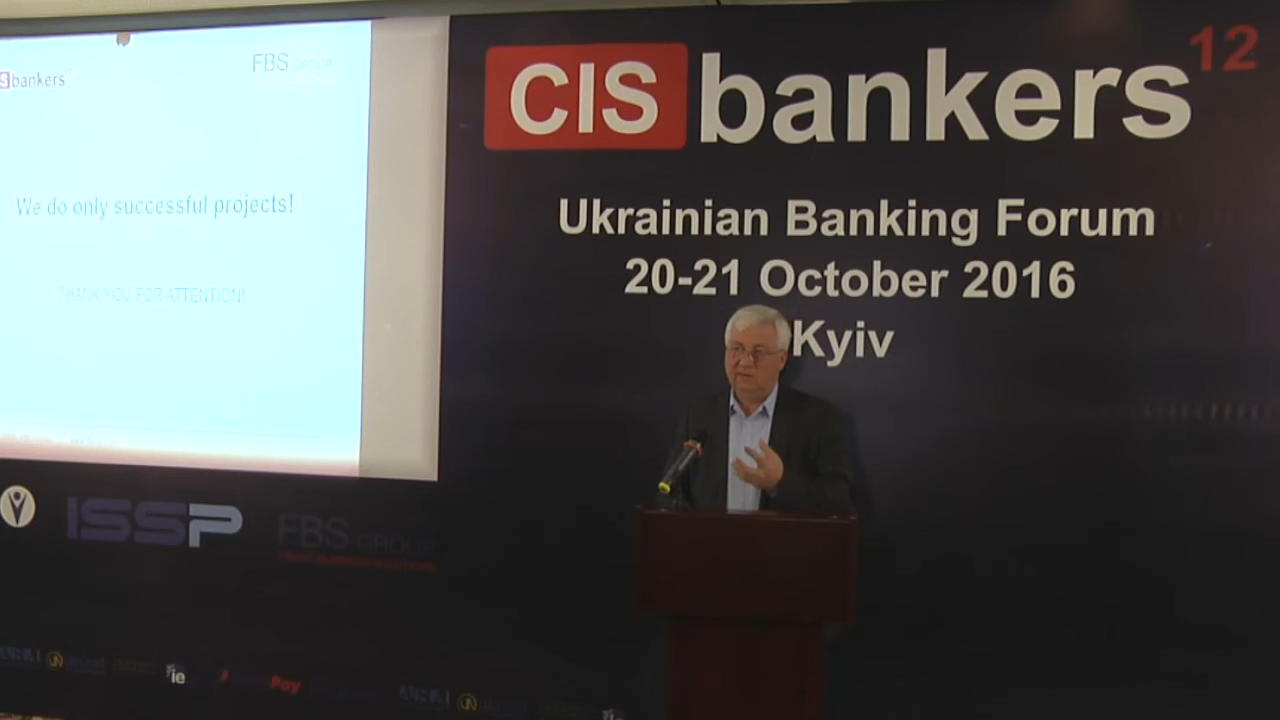 CIS bankers 12
Ukrainian Banking Forum
20-21 October 2016
Kyiv
S bankers
FBS GROUP
We do only successful projects!
THANK YOU FOR ATTENTION!
ISSP
FBS GROUP
ie
Pay